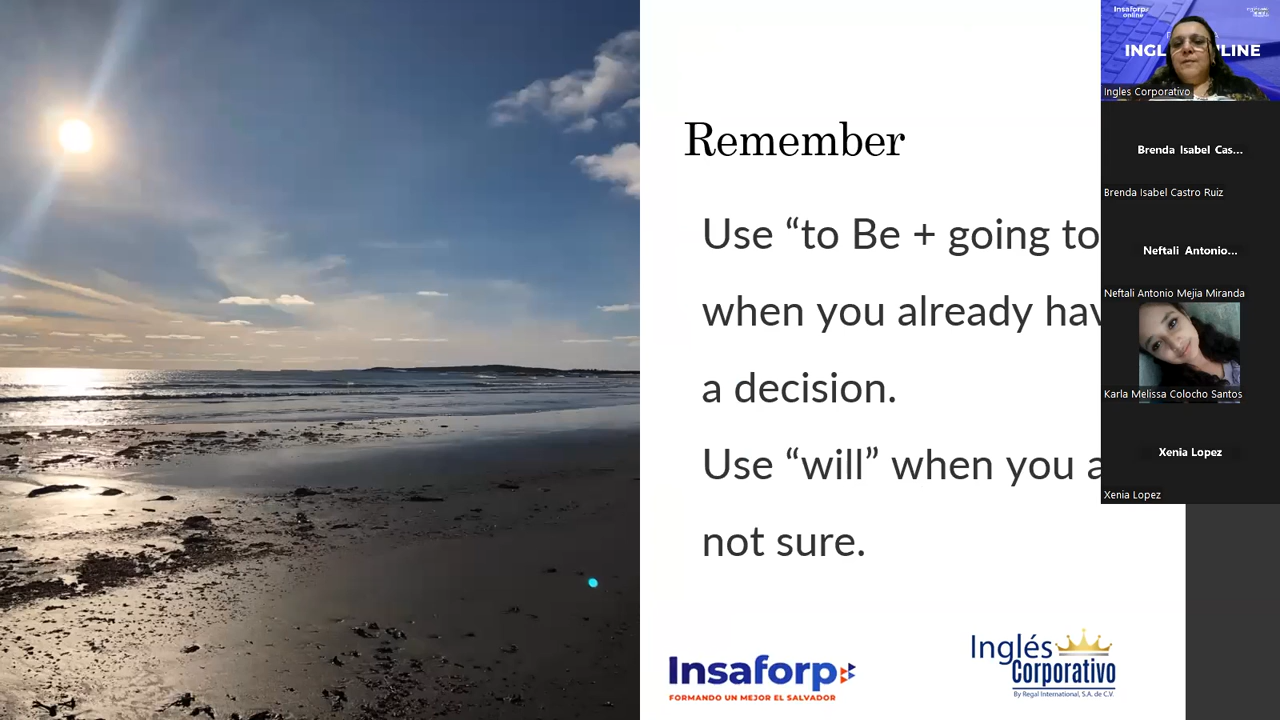 Remember
Use “to Be + going to
when you already hav
a decision.
Use “will” when you a
not sure.
Insaforp
FORMANDO UN MEJOR EL SALVADOR
Inglés
Corporativo
By Regal International, S.A. de C.V.
Insaforp
online
INGL LINE
Ingles Corporativo
Brenda Isabel Cas...
Brenda Isabel Castro Ruiz
Neftali Antonio...
Neftali Antonio Mejia Miranda
Karla Melissa Colocho Santos
Xenia Lopez
Xenia Lopez